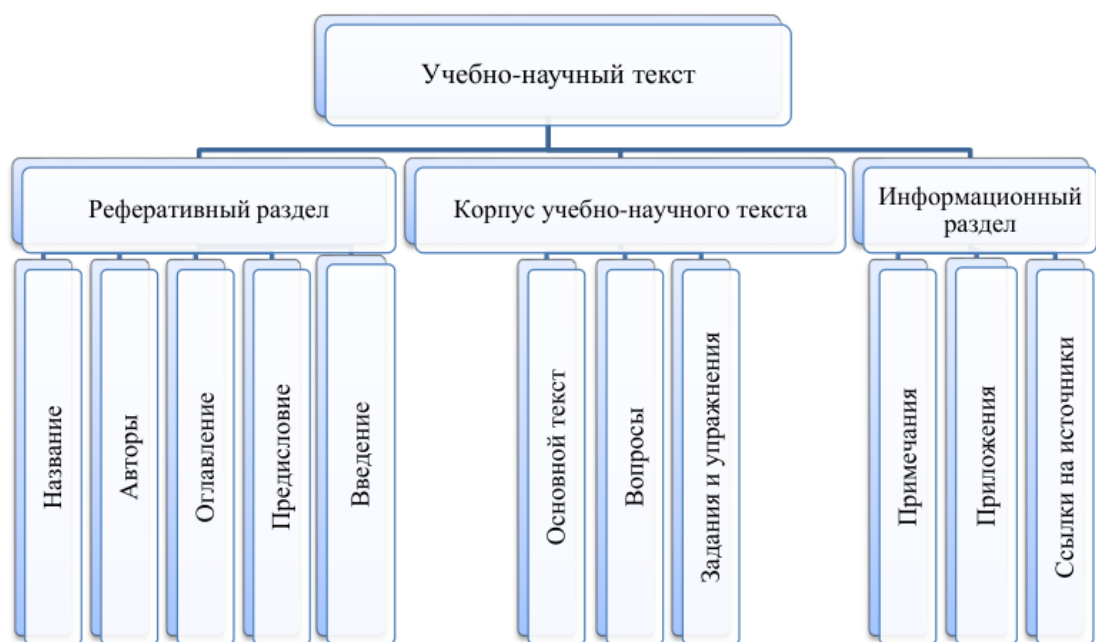 Учебно-научный текст
Реферативный раздел
Корпус учебно-научного текста
Информационный
раздел
Название
Авторы
Оглавление
Предисловие
Введение
Основной текст
Вопросы
Задания и упражнения
Примечания
Приложения
Ссылки на источники